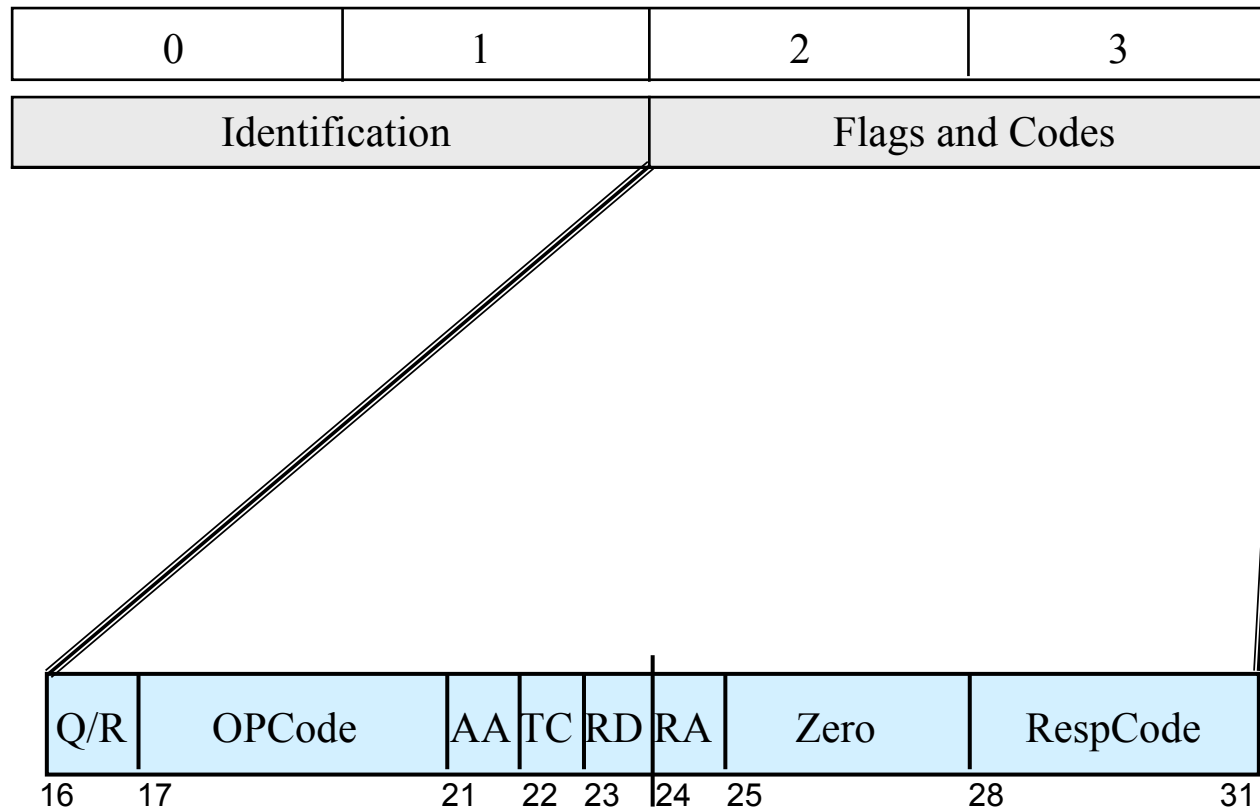 0 1 2 3
Identification Flags and Codes
Q/R OPCode AA TC RD RA Zero RespCode
16 17 21 22 23 24 25 28 31